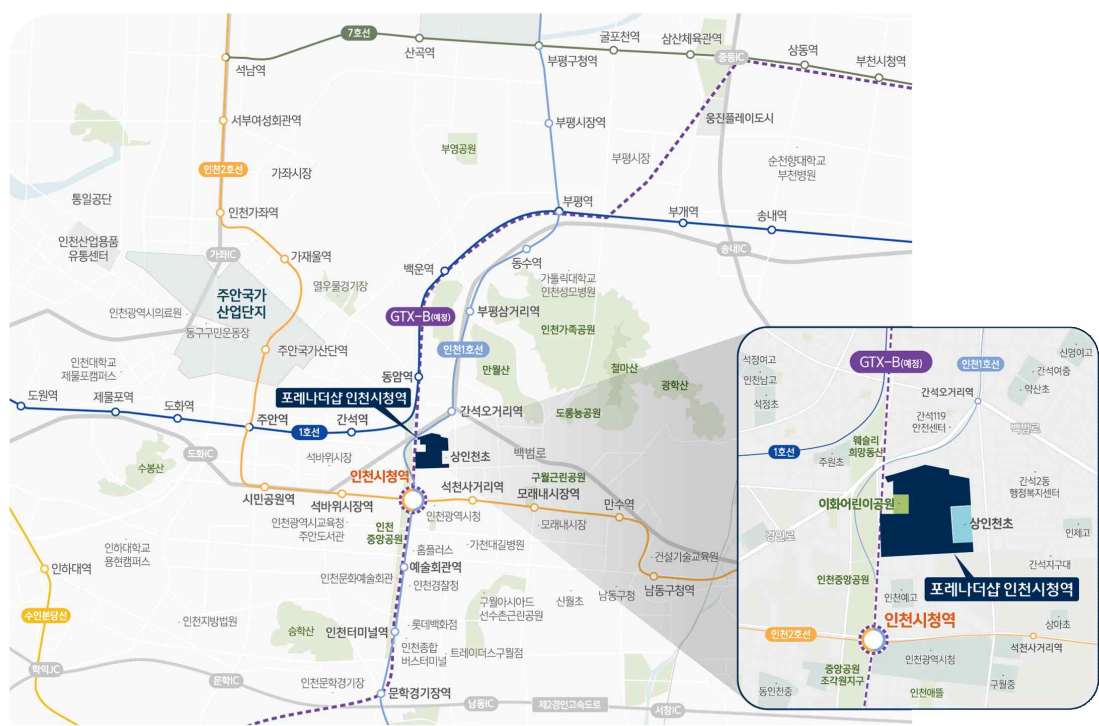 7호선
산곡역
굴포천역
삼산체육관역
상동역
부천시청역
부평구청역
중동IC
석남역
서부여성회관역
부평시장역
웅진플레이도시
부영공원
부평시장
순천향대학교
부천병원
인천2호선
가좌시장
통일공단
인천가좌역
부평역
부개역
송내역
인천산업용품
유통센터
가좌IC
가재울역
백운역
동수역
송내IC
가톨릭대학교
인천성모병원
열우물경기장
주안국가
산업단지
인천광역시의료원
동구구민운동장
GTX-B(예정)
부평삼거리역
인천가족공원
인천1호선
주안국가산단역
만월산
철마산
광학산
인천대학교
제물포캠퍼스
동암역
도롱뇽공원
포레나더샵 인천시청역
도원역
제물포역
도화역
주안역
1호선
간석역
간석오거리역
백범로
도화IC
석바위시장
상인천초
수봉산
인천시청역
구월근린공원
시민공원역
석바위시장역
석천사거리역
모래내시장역
만수역
인천광역시청
인천광역시교육청
주안도서관
인천
중앙공원
모래내시장
인하대학교
용현캠퍼스
홈플러스
가천대길병원
건설기술교육원
인하대역
예술회관역
인천문화예술회관
인천경찰청
남동구청
남동구청역
수인분당선
구월아시아드
선수촌근린공원
신월초
인천지방법원
승학산
인천터미널역
롯데백화점
인천종합
버스터미널
트레이더스구월점
학익JC
문학IC
인천문학경기장
문학경기장역
남동IC
제2경인고속도로
서창IC
GTX-B(예정)
인천1호선
석정여고
인천남고
석정초
신명여고
간석여중
약산초
간석오거리역
간석119
안전센터
백범로
1호선
웨슬리
희망동산
주원초
간석2동
행정복지센터
이화어린이공원
상인천초
경인로
인제고
간석지구대
인천중앙공원
포레나더샵 인천시청역
인천예고
인천시청역
상아초
인천2호선
석천사거리역
중앙공원
조각원지구
인천광역시청
동인천중
인천애뜰
구월중